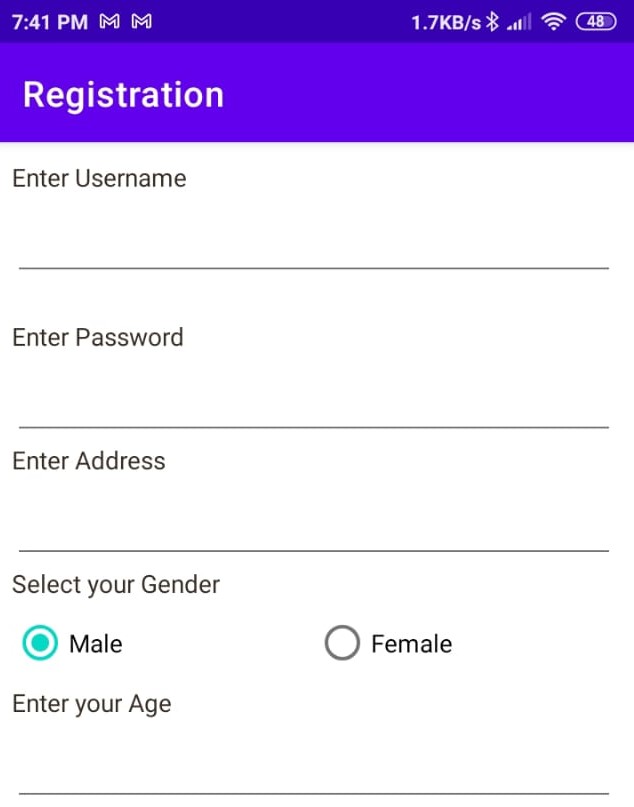 7:41 PM 1.7KB/s 48
Registration
Enter Username
Enter Password
Enter Address
Select your Gender
Male Female
Enter your Age